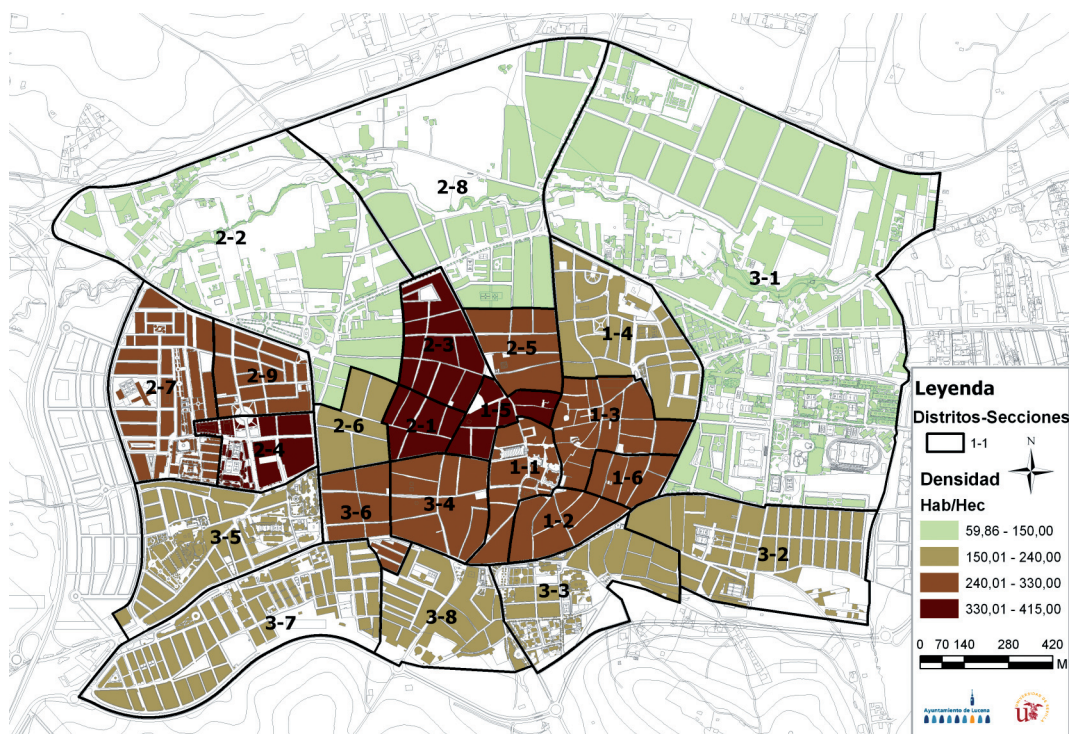 2-8
2-2
3-1
1-4
2-3
2-5
2-7
2-9
1-5
1-3
2-1
2-6
2-4
1-1
1-6
3-4
3-6
1-2
3-5
3-2
3-3
3-8
3-7
Leyenda
Distritos-Secciones
1-1
N
Densidad
Hab/Hec
59,86 - 150,00
150,01 - 240,00
240,01 - 330,00
330,01 - 415,00
0 70 140 280 420
M
Ayuntamiento de Lucena